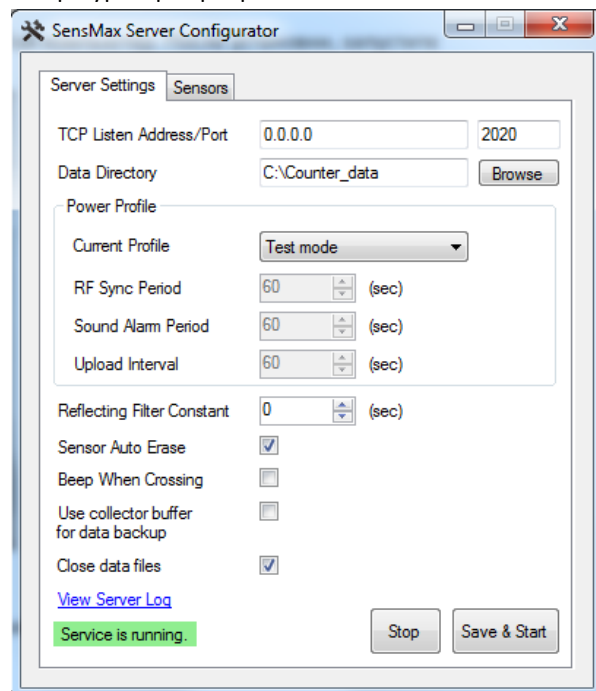 SensMax Server Configurator
Server Settings Sensors
TCP Listen Address/Port 0.0.0.0 2020
Data Directory C:\Counter_data Browse
Power Profile
Current Profile Test mode
RF Sync Period 60 (sec)
Sound Alarm Period 60 (sec)
Upload Interval 60 (sec)
Reflecting Filter Constant 0 (sec)
Sensor Auto Erase
Beep When Crossing
Use collector buffer
for data backup
Close data files
View Server Log
Service is running. Stop Save & Start